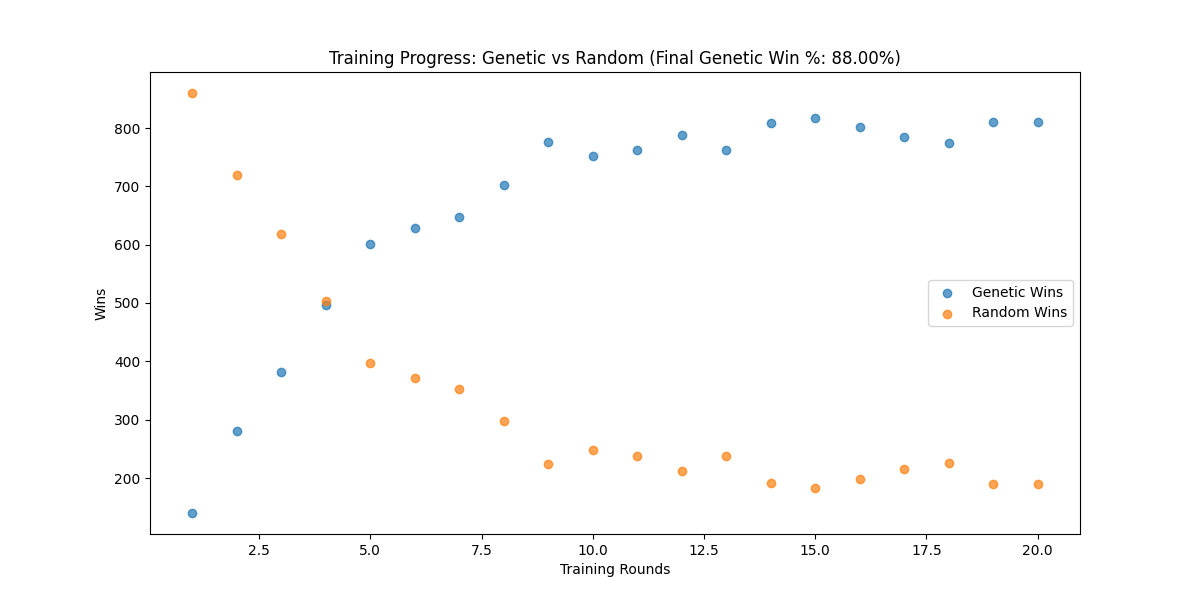 Training Progress: Genetic vs Random (Final Genetic Win %: 88.00%)
Wins
800
700
600
500
400
300
200
Genetic Wins
Random Wins
2.5 5.0 7.5 10.0 12.5 15.0 17.5 20.0
Training Rounds